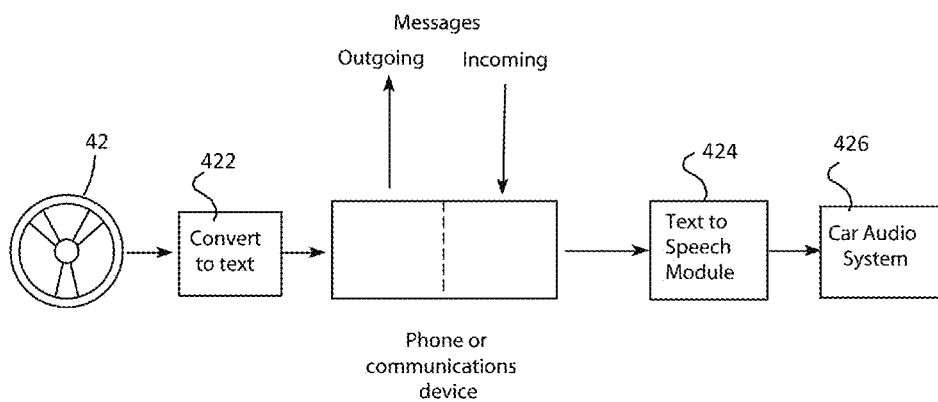 Messages
Outgoing Incoming
42
422
424
426
Convert
to text
Text to
Speech
Module
Car Audio
System
Phone or
communications
device